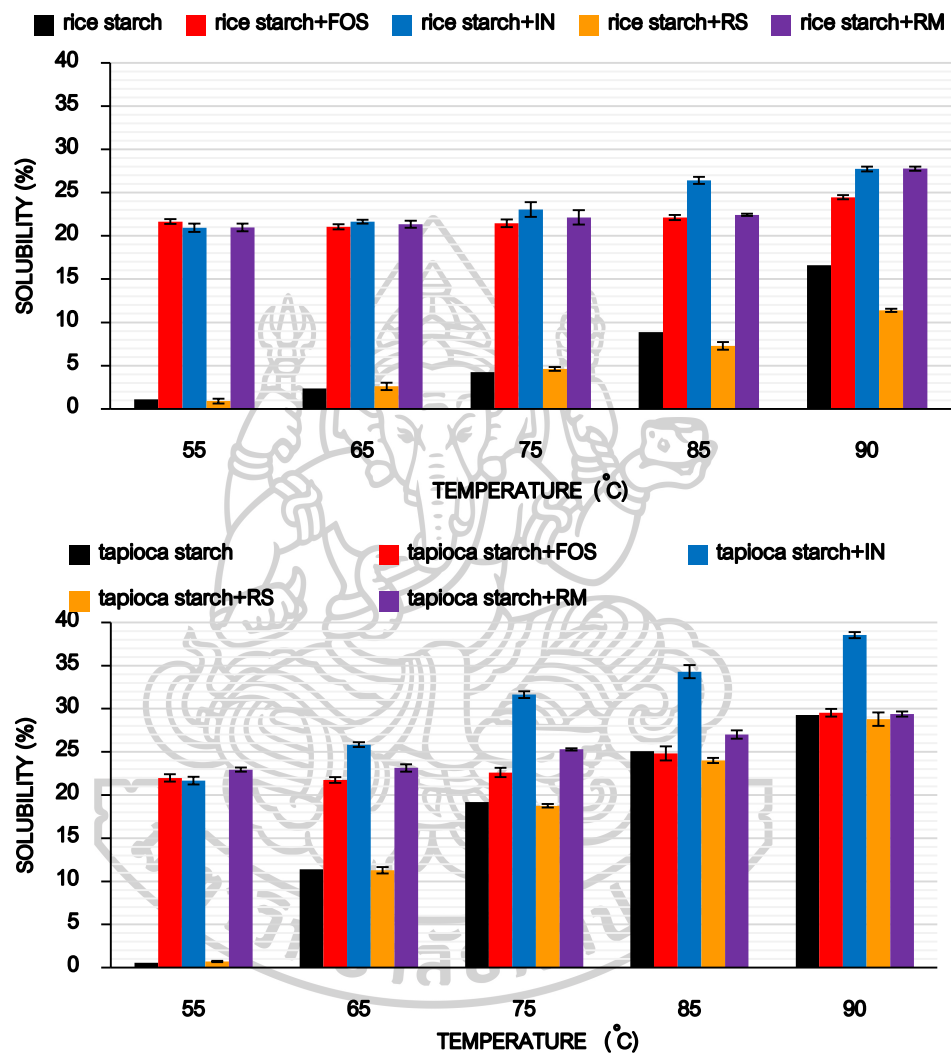 rice starch rice starch+FOS rice starch+IN rice starch+RS rice starch+RM
40
35
30
25
20
15
10
5
0
SOLUBILITY (%)
55 65 75 85 90
TEMPERATURE (°C)
tapioca starch tapioca starch+FOS tapioca starch+IN
tapioca starch+RS tapioca starch+RM
40
35
30
25
20
15
10
5
0
SOLUBILITY (%)
55 65 75 85 90
TEMPERATURE (°C)